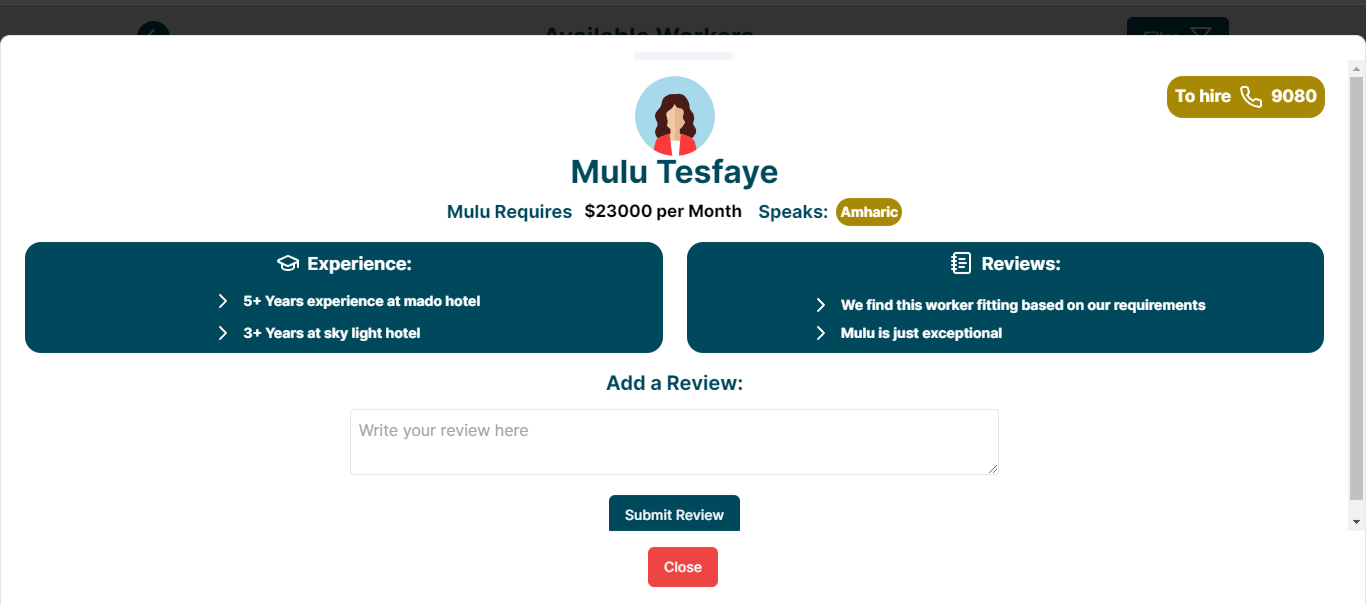 Available Workers
Filter
To hire 9080
Mulu Tesfaye
Mulu Requires $23000 per Month Speaks: Amharic
Experience:
5+ Years experience at mado hotel
3+ Years at sky light hotel
Reviews:
We find this worker fitting based on our requirements
Mulu is just exceptional
Add a Review:
Write your review here
Submit Review
Close